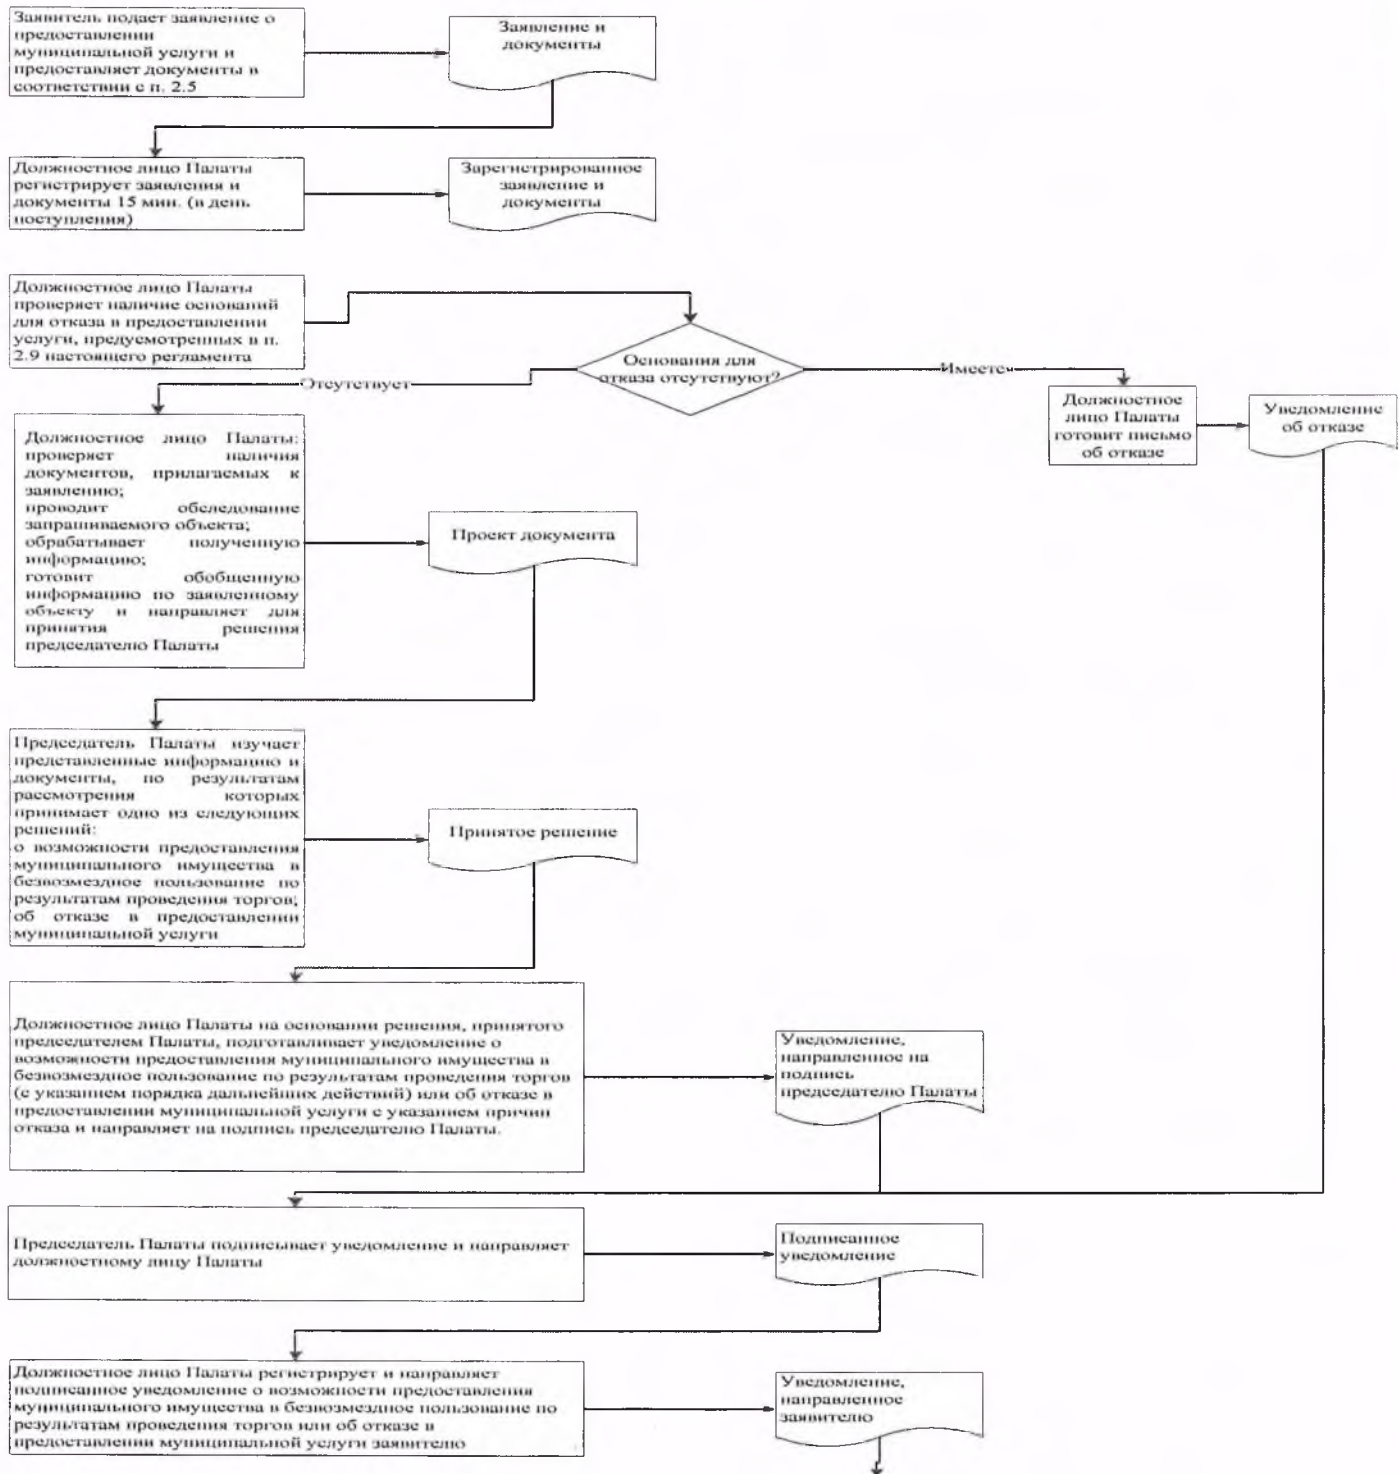 Заявитель подает заявление о
предоставлении
муниципальной услуги и
предоставляет документы в
соответствии с п. 2.5
Заявление и
документы
Должностное лицо Палаты
регистрирует заявления и
документы 15 мин. (в день
поступления)
Зарегистрированное
заявление и
документы
Должностное лицо Палаты
проверяет наличие оснований
для отказа в предоставлении
услуги, предусмотренных в п.
2.9 настоящего регламента
Основания для
отказа отсутствуют?
Отсутствует
Имеется
Должностное
лицо Палаты
готовит письмо
об отказе
Уведомление
об отказе
Должностное лицо Палаты:
проверяет наличия
документов, прилагаемых к
заявлению;
проводит обследование
запрашиваемого объекта;
обрабатывает полученную
информацию;
готовит обобщенную
информацию по заявленному
объекту и направляет для
принятия решения
председателю Палаты
Проект документа
Председатель Палаты изучает
представленные информацию и
документы, по результатам
рассмотрения которых
принимает одно из следующих
решений:
о возможности предоставления
муниципального имущества в
безвозмездное пользование по
результатам проведения торгов;
об отказе в предоставлении
муниципальной услуги
Принятое решение
Должностное лицо Палаты на основании решения, принятого
председателем Палаты, подготавливает уведомление о
возможности предоставления муниципального имущества в
безвозмездное пользование по результатам проведения торгов
(с указанием порядка дальнейших действий) или об отказе в
предоставлении муниципальной услуги с указанием причин
отказа и направляет на подпись председателю Палаты.
Уведомление,
направленное на
подпись
председателю Палаты
Председатель Палаты подписывает уведомление и направляет
должностному лицу Палаты
Подписанное
уведомление
Должностное лицо Палаты регистрирует и направляет
подписанное уведомление о возможности предоставления
муниципального имущества в безвозмездное пользование по
результатам проведения торгов или об отказе в
предоставлении муниципальной услуги заявителю
Уведомление,
направленное
заявителю